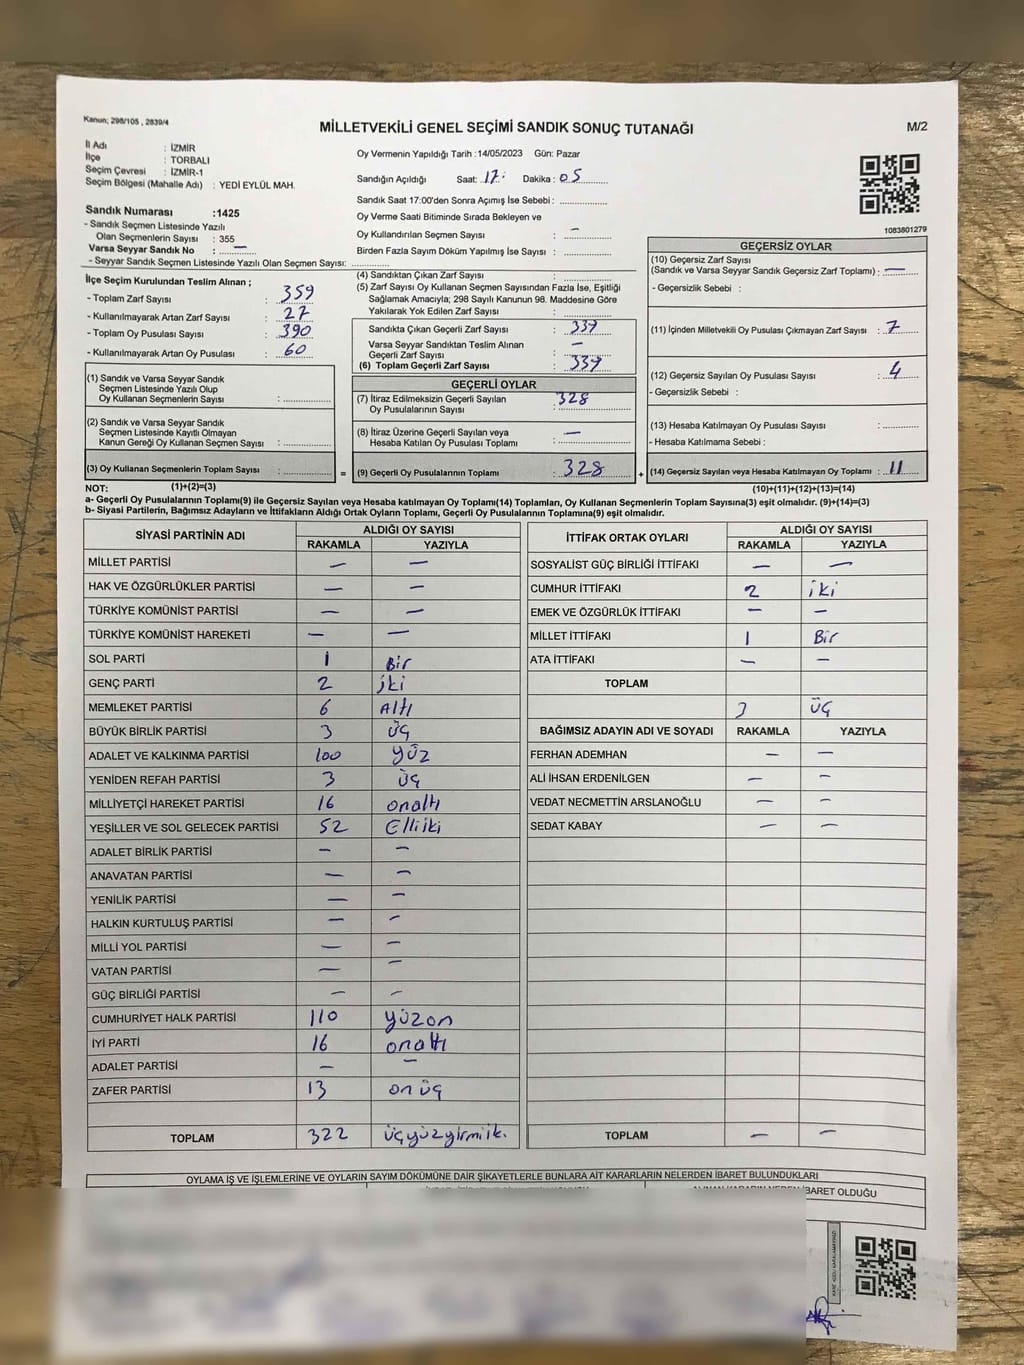 Kanun; 298/105 , 2839/4
MİLLETVEKİLİ GENEL SEÇİMİ SANDIK SONUÇ TUTANAĞI
M/2
İl Adı : İZMİR
İlçe : TORBALI
Seçim Çevresi : İZMİR-1
Seçim Bölgesi (Mahalle Adı) : YEDİ EYLÜL MAH.
Sandık Numarası :1425
- Sandık Seçmen Listesinde Yazılı
Olan Seçmenlerin Sayısı : 355
Varsa Seyyar Sandık No : —
- Seyyar Sandık Seçmen Listesinde Yazılı Olan Seçmen Sayısı:
Oy Vermenin Yapıldığı Tarih :14/05/2023 Gün: Pazar
Sandığın Açıldığı Saat: 17: Dakika : 05
Sandık Saat 17:00'den Sonra Açımış İse Sebebi :
Oy Verme Saati Bitiminde Sırada Bekleyen ve
Oy Kullandırılan Seçmen Sayısı : —
Birden Fazla Sayım Döküm Yapılmış İse Sayısı :
1083801279
İlçe Seçim Kurulundan Teslim Alınan ;
- Toplam Zarf Sayısı : 359
- Kullanılmayarak Artan Zarf Sayısı : 27
- Toplam Oy Pusulası Sayısı : 390
- Kullanılmayarak Artan Oy Pusulası : 60
(1) Sandık ve Varsa Seyyar Sandık
Seçmen Listesinde Yazılı Olup
Oy Kullanan Seçmenlerin Sayısı :
(2) Sandık ve Varsa Seyyar Sandık
Seçmen Listesinde Kayıtlı Olmayan
Kanun Gereği Oy Kullanan Seçmen Sayısı :
(3) Oy Kullanan Seçmenlerin Toplam Sayısı :
=
(4) Sandıktan Çıkan Zarf Sayısı :
(5) Zarf Sayısı Oy Kullanan Seçmen Sayısından Fazla İse, Eşitliği
Sağlamak Amacıyla; 298 Sayılı Kanunun 98. Maddesine Göre
Yakılarak Yok Edilen Zarf Sayısı :
Sandıkta Çıkan Geçerli Zarf Sayısı : 337
Varsa Seyyar Sandıktan Teslim Alınan
Geçerli Zarf Sayısı : —
(6) Toplam Geçerli Zarf Sayısı : 337
GEÇERLİ OYLAR
(7) İtiraz Edilmeksizin Geçerli Sayılan
Oy Pusulalarının Sayısı : 328
(8) İtiraz Üzerine Geçerli Sayılan veya
Hesaba Katılan Oy Pusulası Toplamı : —
(9) Geçerli Oy Pusulalarının Toplamı : 328
+
GEÇERSİZ OYLAR
(10) Geçersiz Zarf Sayısı
(Sandık ve Varsa Seyyar Sandık Geçersiz Zarf Toplamı) : —
- Geçersizlik Sebebi :
(11) İçinden Milletvekili Oy Pusulası Çıkmayan Zarf Sayısı : 7
(12) Geçersiz Sayılan Oy Pusulası Sayısı : 4
- Geçersizlik Sebebi :
(13) Hesaba Katılmayan Oy Pusulası Sayısı :
- Hesaba Katılmama Sebebi :
(14) Geçersiz Sayılan veya Hesaba Katılmayan Oy Toplamı : 11
NOT: (1)+(2)=(3)
(10)+(11)+(12)+(13)=(14)
a- Geçerli Oy Pusulalarının Toplamı(9) ile Geçersiz Sayılan veya Hesaba katılmayan Oy Toplamı(14) Toplamları, Oy Kullanan Seçmenlerin Toplam Sayısına(3) eşit olmalıdır. (9)+(14)=(3)
b- Siyasi Partilerin, Bağımsız Adayların ve İttifakların Aldığı Ortak Oyların Toplamı, Geçerli Oy Pusulalarının Toplamına(9) eşit olmalıdır.
SİYASİ PARTİNİN ADI ALDIĞI OY SAYISI
RAKAMLA YAZIYLA
MİLLET PARTİSİ — —
HAK VE ÖZGÜRLÜKLER PARTİSİ — —
TÜRKİYE KOMÜNİST PARTİSİ — —
TÜRKİYE KOMÜNİST HAREKETİ — —
SOL PARTİ 1 Bir
GENÇ PARTİ 2 iki
MEMLEKET PARTİSİ 6 Altı
BÜYÜK BİRLİK PARTİSİ 3 üç
ADALET VE KALKINMA PARTİSİ 100 yüz
YENİDEN REFAH PARTİSİ 3 üç
MİLLİYETÇİ HAREKET PARTİSİ 16 onaltı
YEŞİLLER VE SOL GELECEK PARTİSİ 52 Elliiki
ADALET BİRLİK PARTİSİ — —
ANAVATAN PARTİSİ — —
YENİLİK PARTİSİ — —
HALKIN KURTULUŞ PARTİSİ — —
MİLLİ YOL PARTİSİ — —
VATAN PARTİSİ — —
GÜÇ BİRLİĞİ PARTİSİ — —
CUMHURİYET HALK PARTİSİ 110 yüzon
İYİ PARTİ 16 onaltı
ADALET PARTİSİ — —
ZAFER PARTİSİ 13 on üç
TOPLAM 322 üçyüzyirmiik.
İTTİFAK ORTAK OYLARI ALDIĞI OY SAYISI
RAKAMLA YAZIYLA
SOSYALİST GÜÇ BİRLİĞİ İTTİFAKI — —
CUMHUR İTTİFAKI 2 iki
EMEK VE ÖZGÜRLÜK İTTİFAKI — —
MİLLET İTTİFAKI 1 Bir
ATA İTTİFAKI — —
TOPLAM
3 üç
BAĞIMSIZ ADAYIN ADI VE SOYADI RAKAMLA YAZIYLA
FERHAN ADEMHAN — —
ALİ İHSAN ERDENİLGEN — —
VEDAT NECMETTİN ARSLANOĞLU — —
SEDAT KABAY — —
TOPLAM — —
OYLAMA İŞ VE İŞLEMLERİNE VE OYLARIN SAYIM DÖKÜMÜNE DAİR ŞİKAYETLERLE BUNLARA AİT KARARLARIN NELERDEN İBARET BULUNDUKLARI
İBARET OLDUĞU